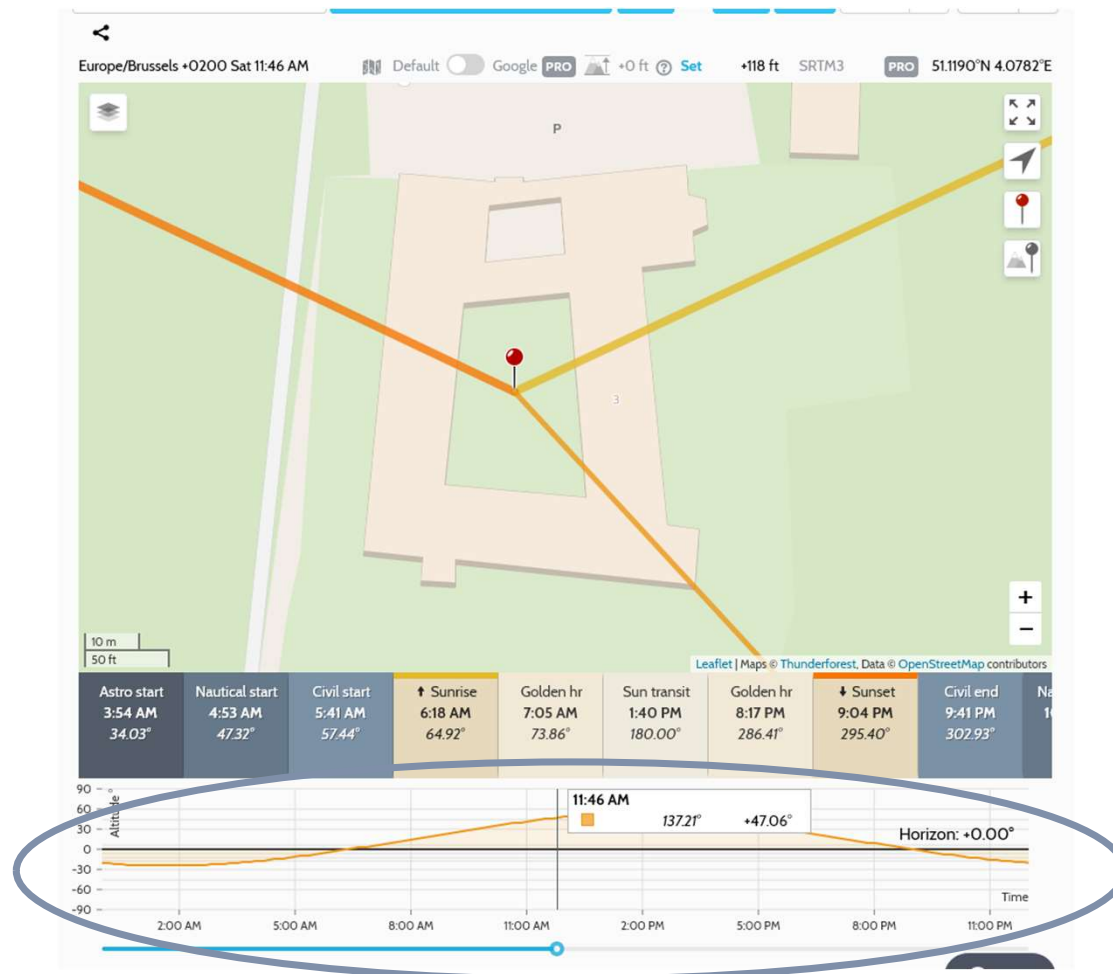 Europe/Brussels +0200 Sat 11:46 AM Default Google PRO +0 ft ? Set +118 ft SRTM3 PRO 51.1190°N 4.0782°E
P
3
+
−
10 m
50 ft
Leaflet | Maps © Thunderforest, Data © OpenStreetMap contributors
Astro start Nautical start Civil start ↑ Sunrise Golden hr Sun transit Golden hr ↓ Sunset Civil end
3:54 AM 4:53 AM 5:41 AM 6:18 AM 7:05 AM 1:40 PM 8:17 PM 9:04 PM 9:41 PM
34.03° 47.32° 57.44° 64.92° 73.86° 180.00° 286.41° 295.40° 302.93°
90
60
30
0
-30
-60
-90
Altitude °
11:46 AM
137.21° +47.06°
Horizon: +0.00°
Time
2:00 AM 5:00 AM 8:00 AM 11:00 AM 2:00 PM 5:00 PM 8:00 PM 11:00 PM